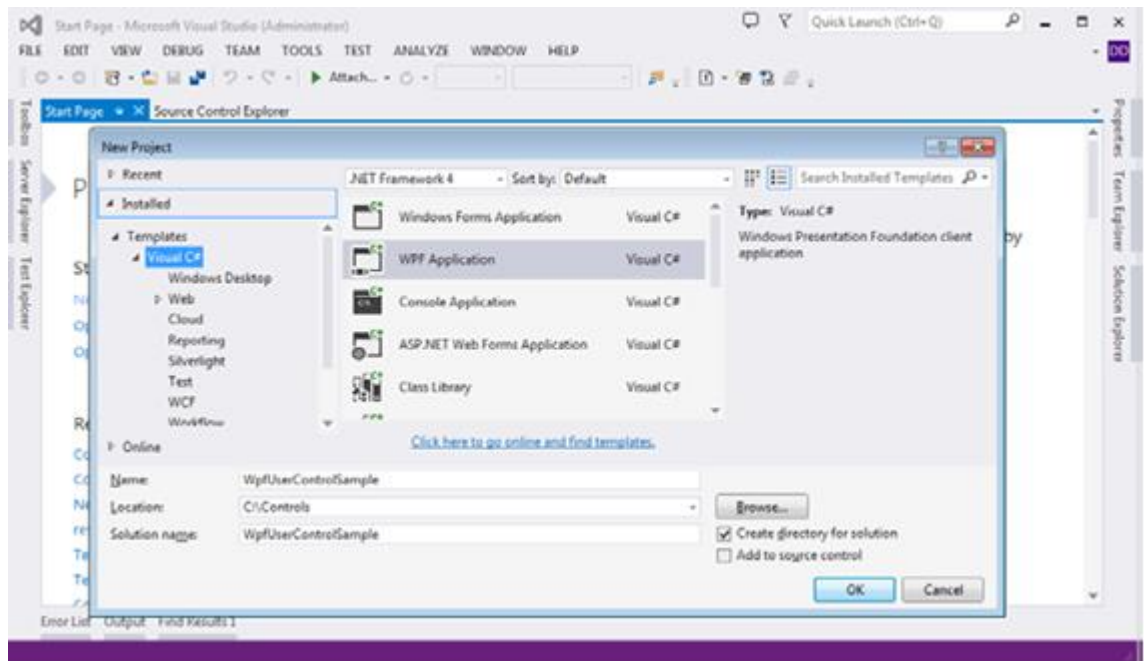 Start Page - Microsoft Visual Studio (Administrator)
Quick Launch (Ctrl+Q)
FILE EDIT VIEW DEBUG TEAM TOOLS TEST ANALYZE WINDOW HELP
DD
Attach...
Start Page
Source Control Explorer
Toolbox
Server Explorer
Test Explorer
Properties
Team Explorer
Solution Explorer
New Project
Recent
Installed
Templates
Visual C#
Windows Desktop
Web
Cloud
Reporting
Silverlight
Test
WCF
Workflow
Online
.NET Framework 4
Sort by: Default
Search Installed Templates
Windows Forms Application Visual C#
WPF Application Visual C#
Console Application Visual C#
ASP.NET Web Forms Application Visual C#
Class Library Visual C#
Click here to go online and find templates.
Type: Visual C#
Windows Presentation Foundation client
application
by
Name: WpfUserControlSample
Location: C:\Controls
Browse...
Solution name: WpfUserControlSample
Create directory for solution
Add to source control
OK
Cancel
Error List Output Find Results 1